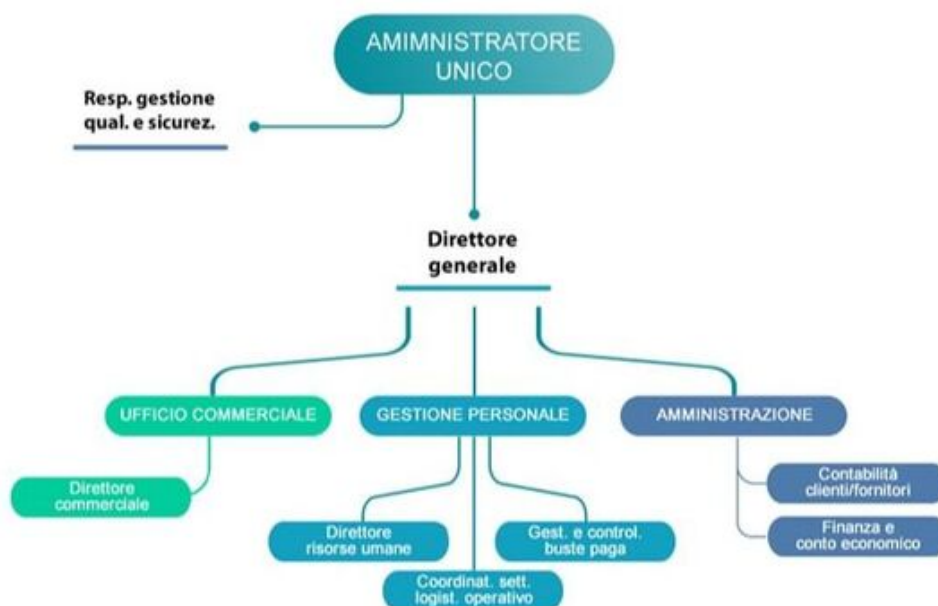 AMIMNISTRATORE
UNICO
Resp. gestione
qual. e sicurez.
Direttore
generale
UFFICIO COMMERCIALE
GESTIONE PERSONALE
AMMINISTRAZIONE
Direttore
commerciale
Contabilità
clienti/fornitori
Direttore
risorse umane
Gest. e control.
buste paga
Finanza e
conto economico
Coordinat. sett.
logist. operativo